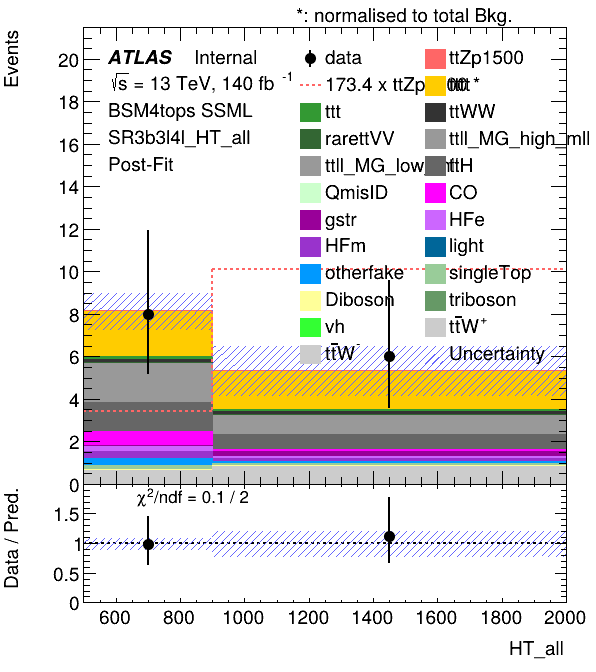 *: normalised to total Bkg.
Events
ATLAS Internal
√s = 13 TeV, 140 fb⁻¹
BSM4tops SSML
SR3b3l4l_HT_all
Post-Fit
data
ttZp1500
173.4 x ttZp1500 *
tttt
ttt
ttWW
rarettVV
ttll_MG_high_mll
ttll_MG_low_mll
ttH
QmisID
CO
gstr
HFe
HFm
light
otherfake
singleTop
Diboson
triboson
vh
tt̄W⁺
tt̄W⁻
Uncertainty
20
18
16
14
12
10
8
6
4
2
0
χ²/ndf = 0.1 / 2
Data / Pred.
1.5
1
0.5
0
600 800 1000 1200 1400 1600 1800 2000
HT_all